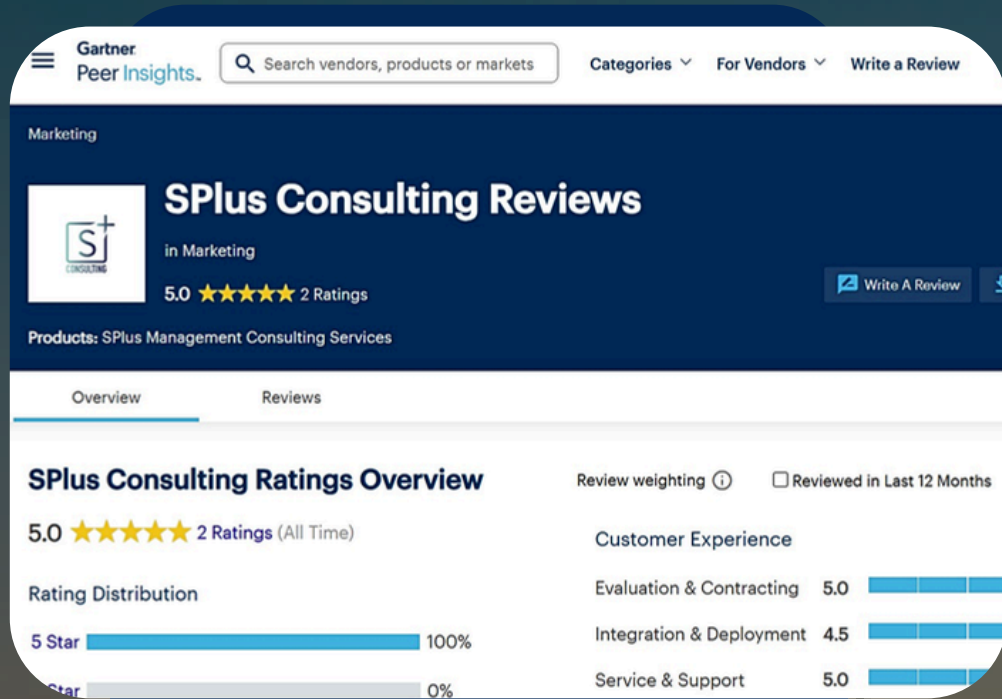 Gartner
Peer Insights™
Search vendors, products or markets
Categories
For Vendors
Write a Review
Marketing
S+
CONSULTING
SPlus Consulting Reviews
in Marketing
5.0 ★★★★★ 2 Ratings
Write A Review
Products: SPlus Management Consulting Services
Overview
Reviews
SPlus Consulting Ratings Overview
5.0 ★★★★★ 2 Ratings (All Time)
Rating Distribution
5 Star 100%
Star 0%
Review weighting
Reviewed in Last 12 Months
Customer Experience
Evaluation & Contracting 5.0
Integration & Deployment 4.5
Service & Support 5.0